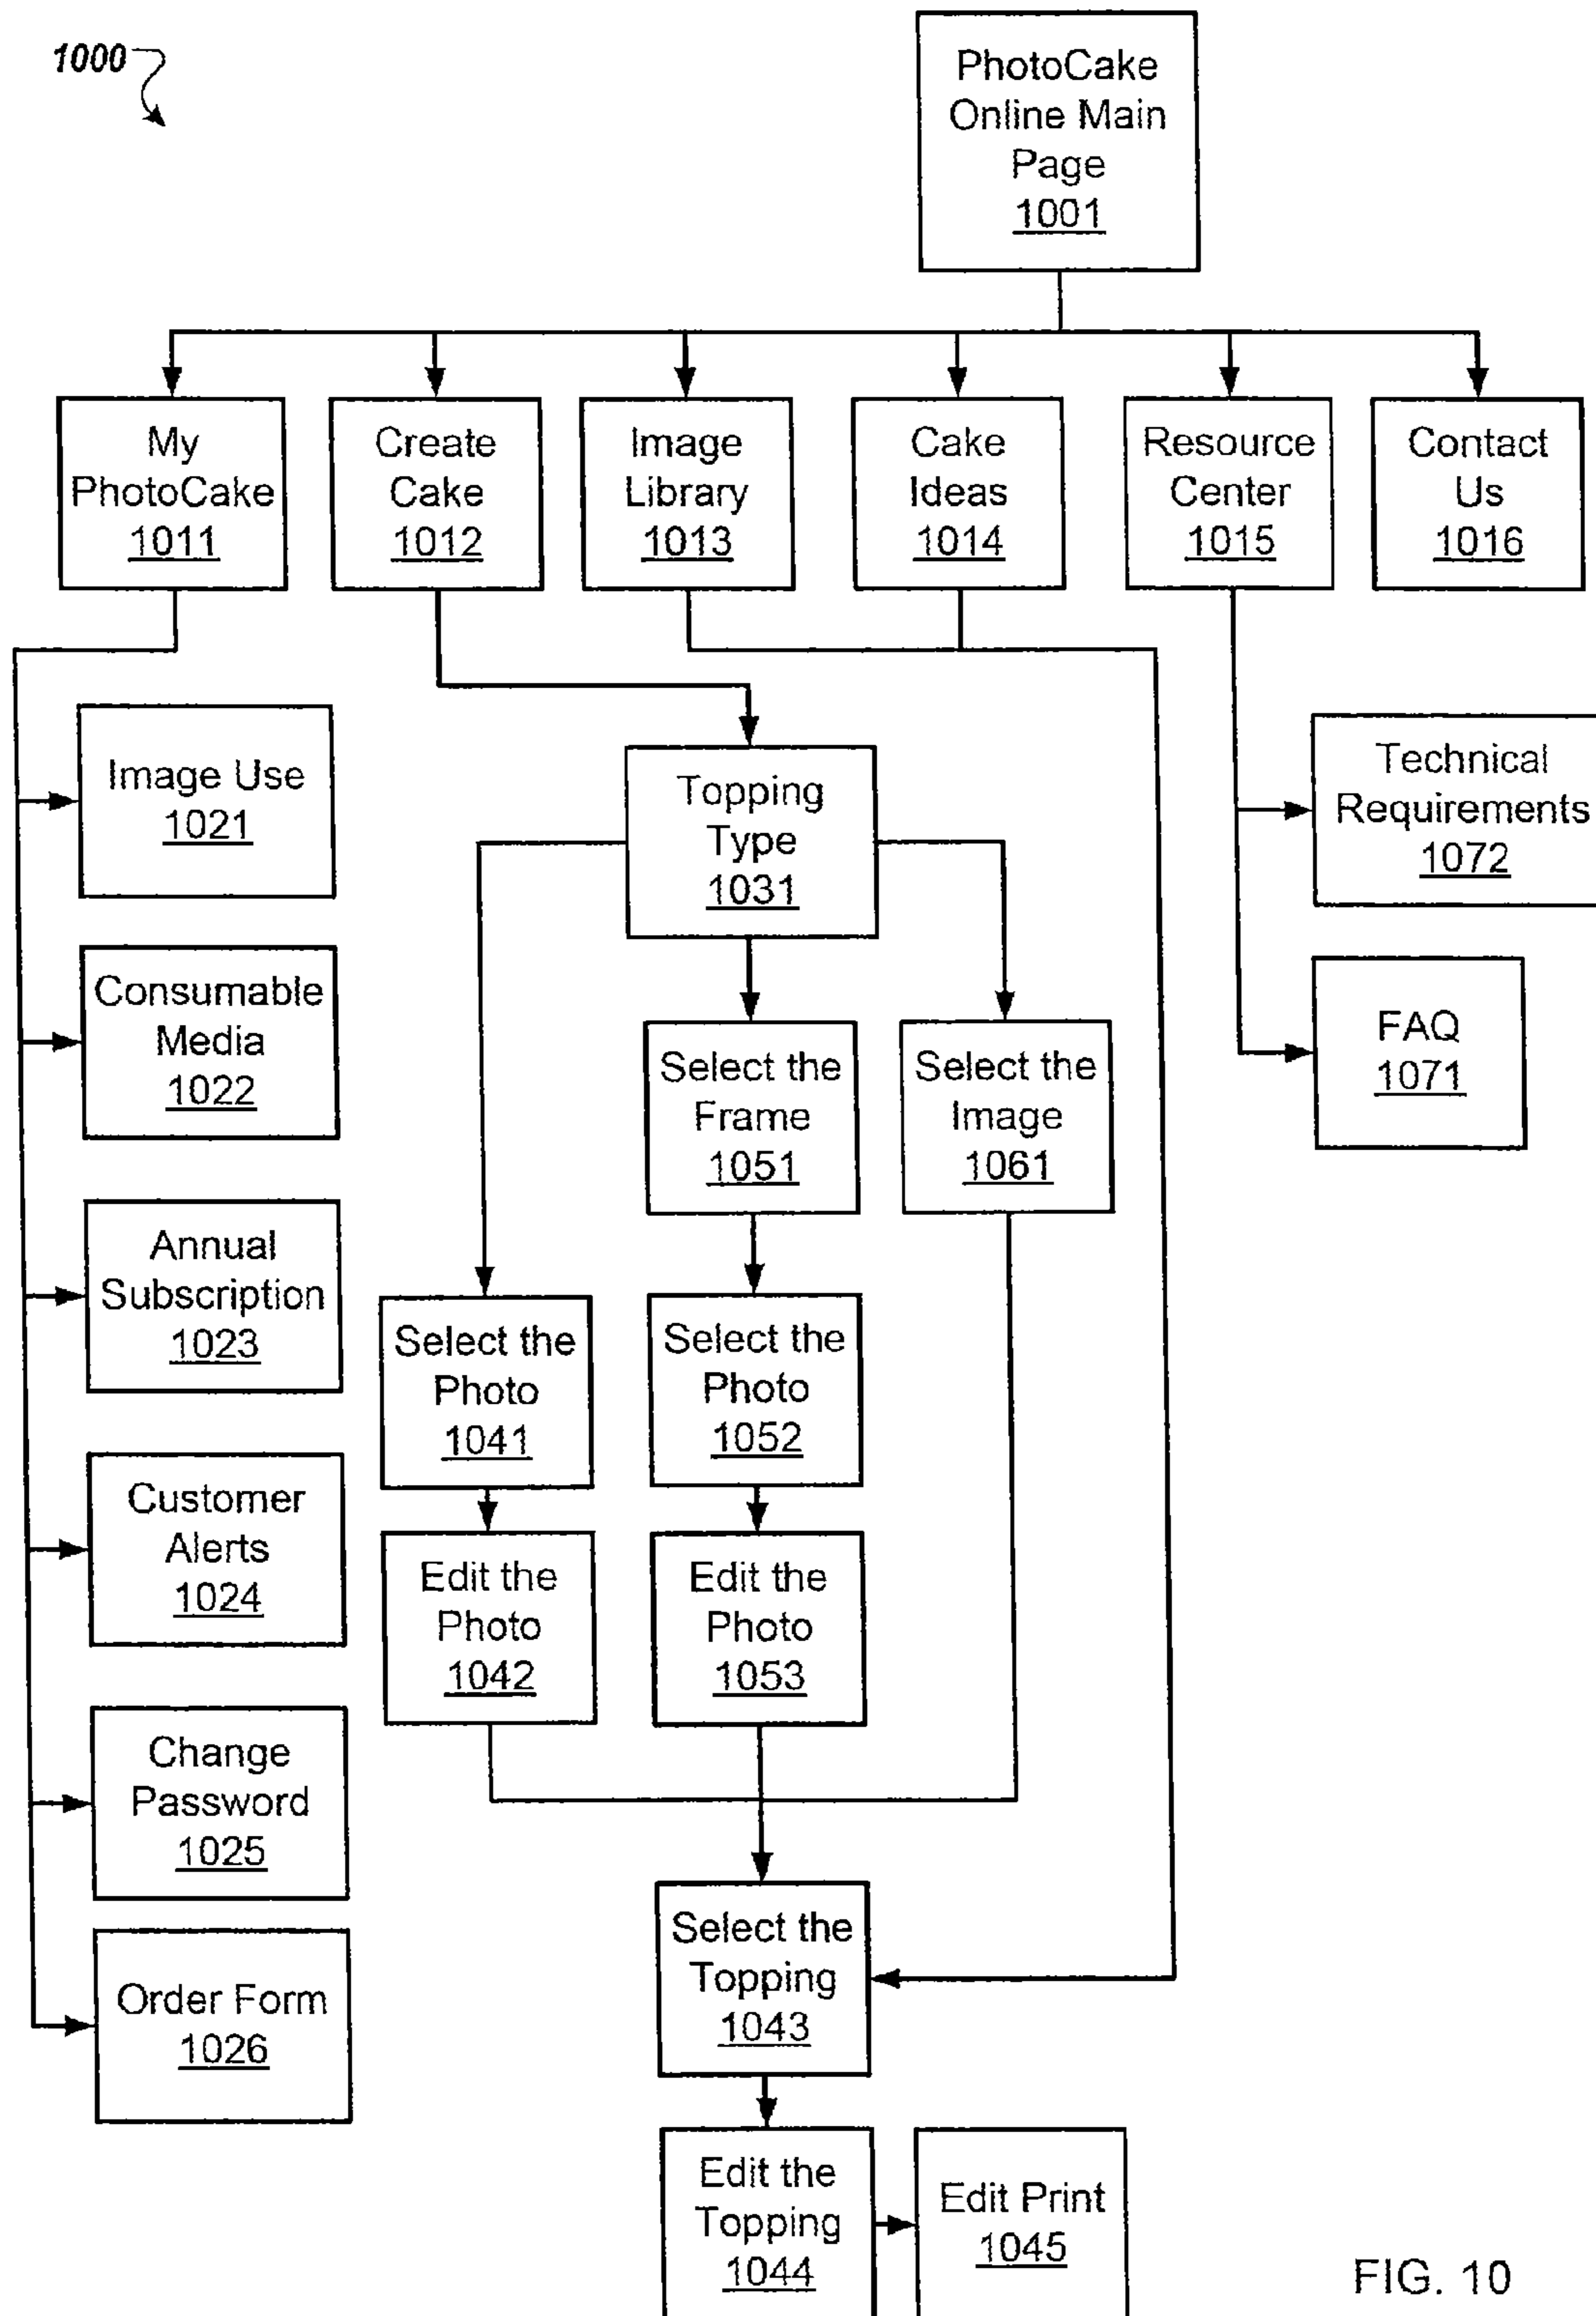 1000
PhotoCake
Online Main
Page
1001
My
PhotoCake
1011
Create
Cake
1012
Image
Library
1013
Cake
Ideas
1014
Resource
Center
1015
Contact
Us
1016
Image Use
1021
Consumable
Media
1022
Annual
Subscription
1023
Customer
Alerts
1024
Change
Password
1025
Order Form
1026
Topping
Type
1031
Select the
Photo
1041
Edit the
Photo
1042
Select the
Frame
1051
Select the
Photo
1052
Edit the
Photo
1053
Select the
Image
1061
Technical
Requirements
1072
FAQ
1071
Select the
Topping
1043
Edit the
Topping
1044
Edit Print
1045
FIG. 10